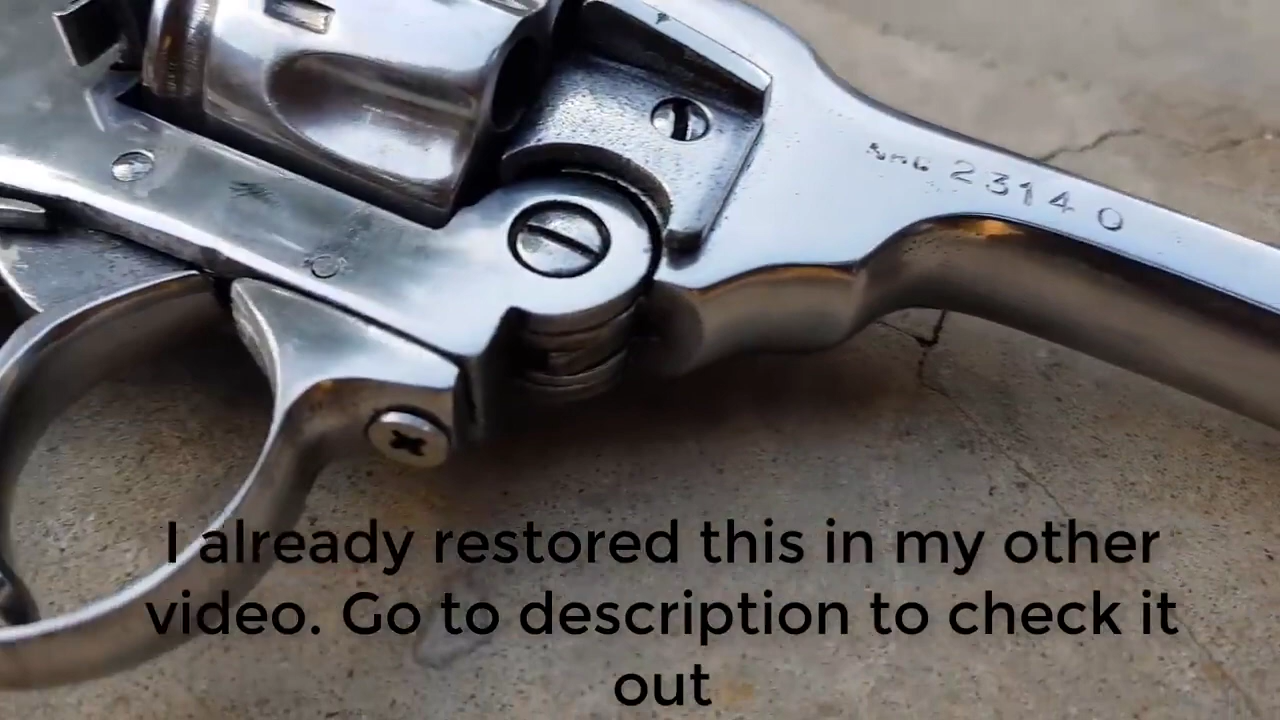 23140
I already restored this in my other
video. Go to description to check it
out